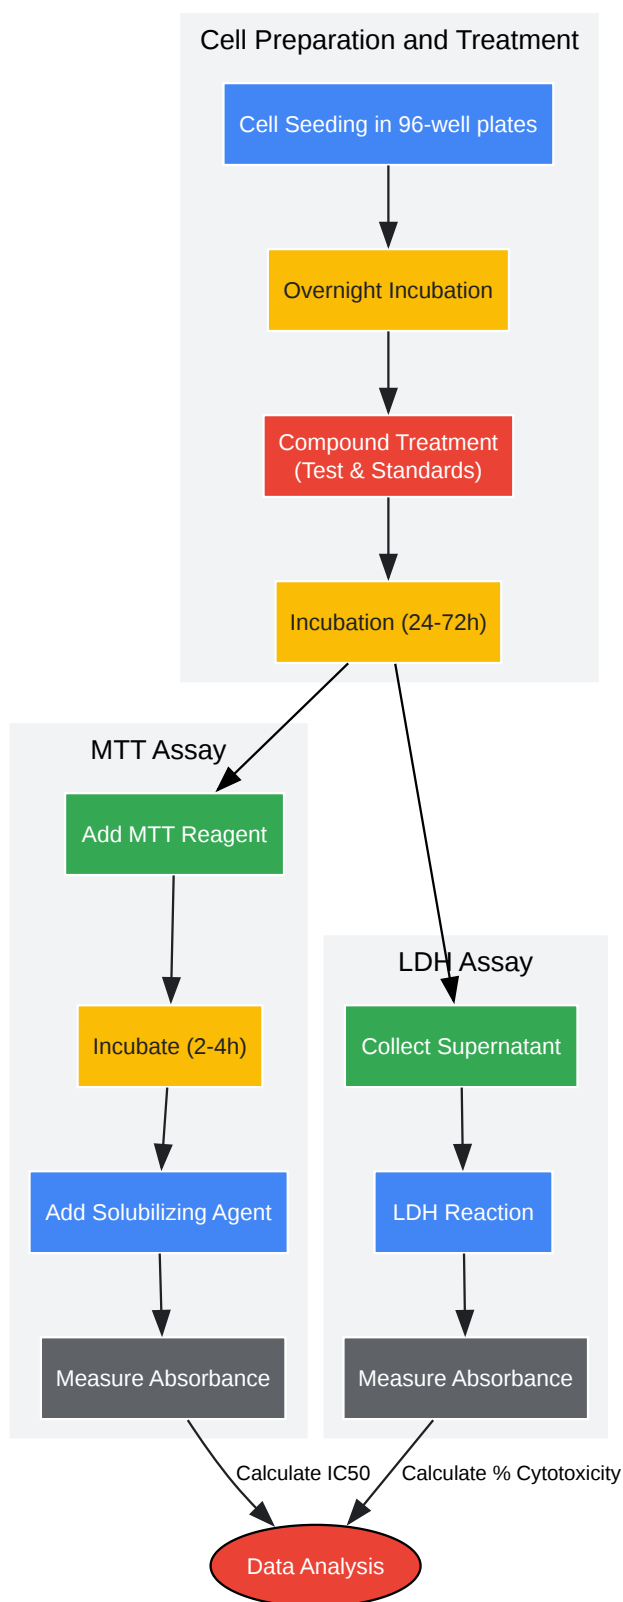 Cell Preparation and Treatment
Cell Seeding in 96-well plates
Overnight Incubation
Compound Treatment
(Test & Standards)
Incubation (24-72h)
MTT Assay
Add MTT Reagent
Incubate (2-4h)
Add Solubilizing Agent
Measure Absorbance
LDH Assay
Collect Supernatant
LDH Reaction
Measure Absorbance
Calculate IC50
Calculate % Cytotoxicity
Data Analysis